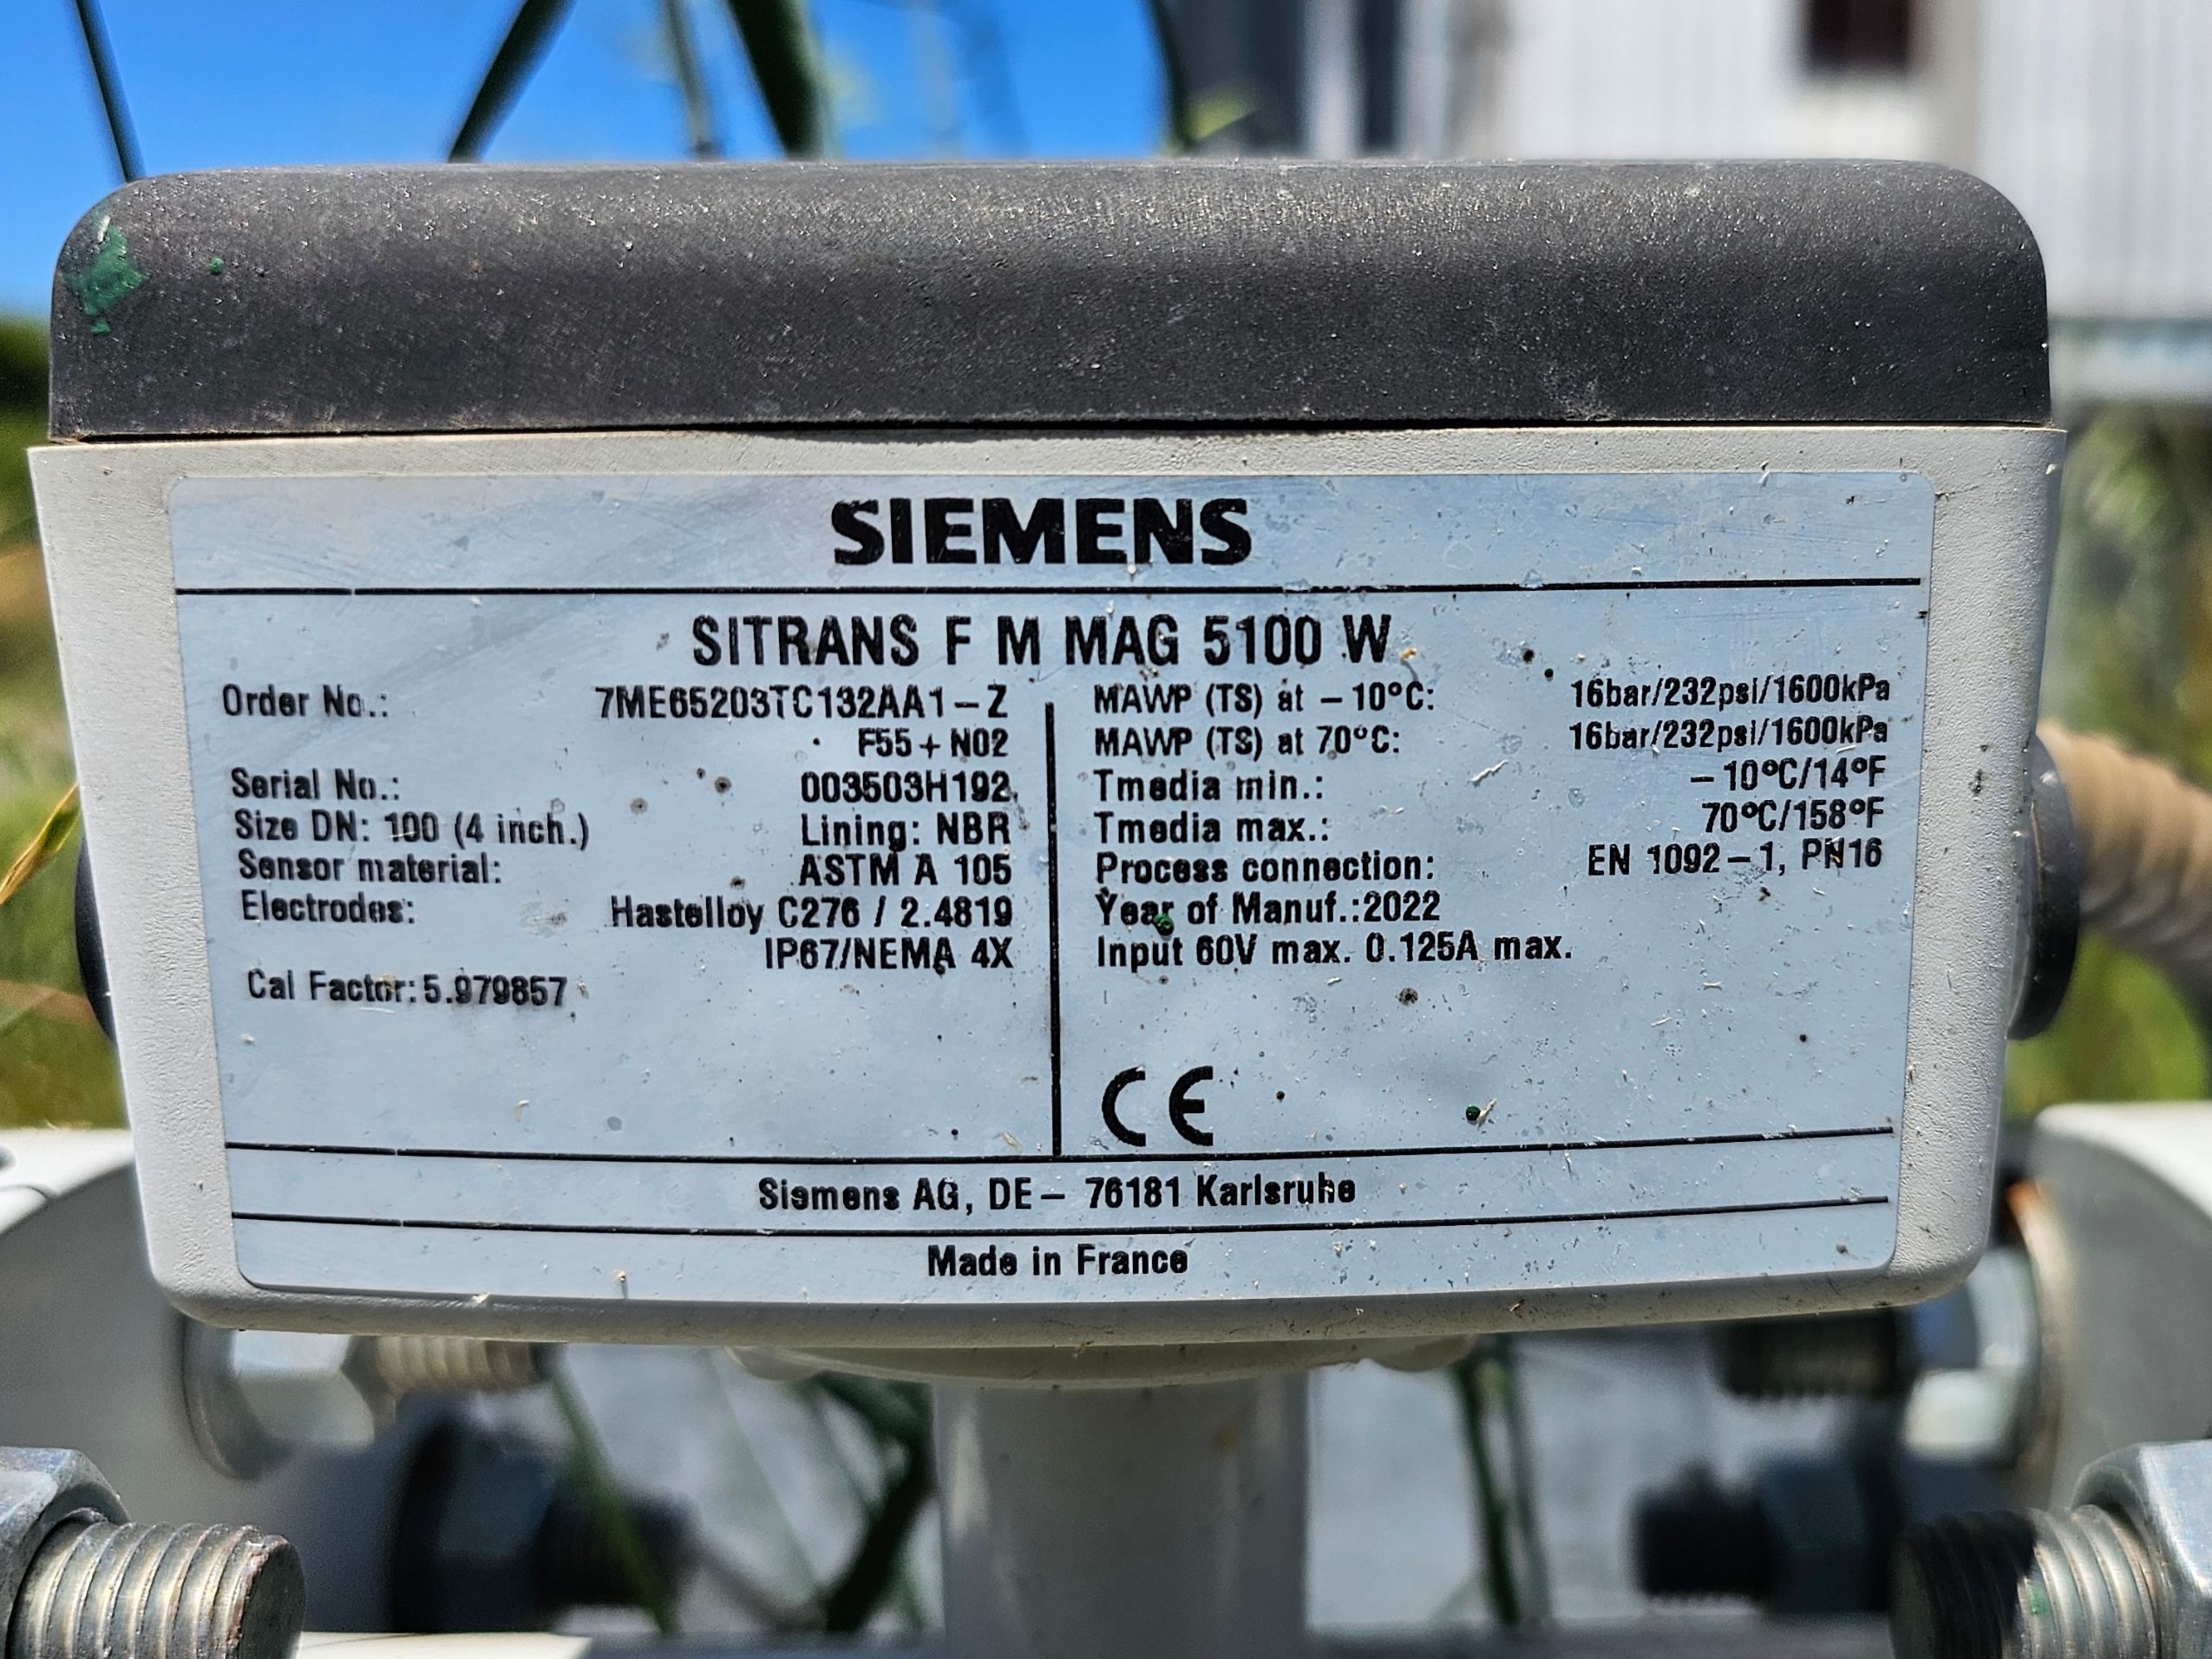 SIEMENS
SITRANS F M MAG 5100 W
Order No.: 7ME65203TC132AA1-Z
F55+N02
Serial No.: 003503H192
Size DN: 100 (4 inch.) Lining: NBR
Sensor material: ASTM A 105
Electrodes: Hastelloy C276 / 2.4819
IP67/NEMA 4X
Cal Factor: 5.979857
MAWP (TS) at -10°C: 16bar/232psi/1600kPa
MAWP (TS) at 70°C: 16bar/232psi/1600kPa
Tmedia min.: -10°C/14°F
Tmedia max.: 70°C/158°F
Process connection: EN 1092-1, PN16
Year of Manuf.:2022
Input 60V max. 0.125A max.
CE
Siemens AG, DE- 76181 Karlsruhe
Made in France